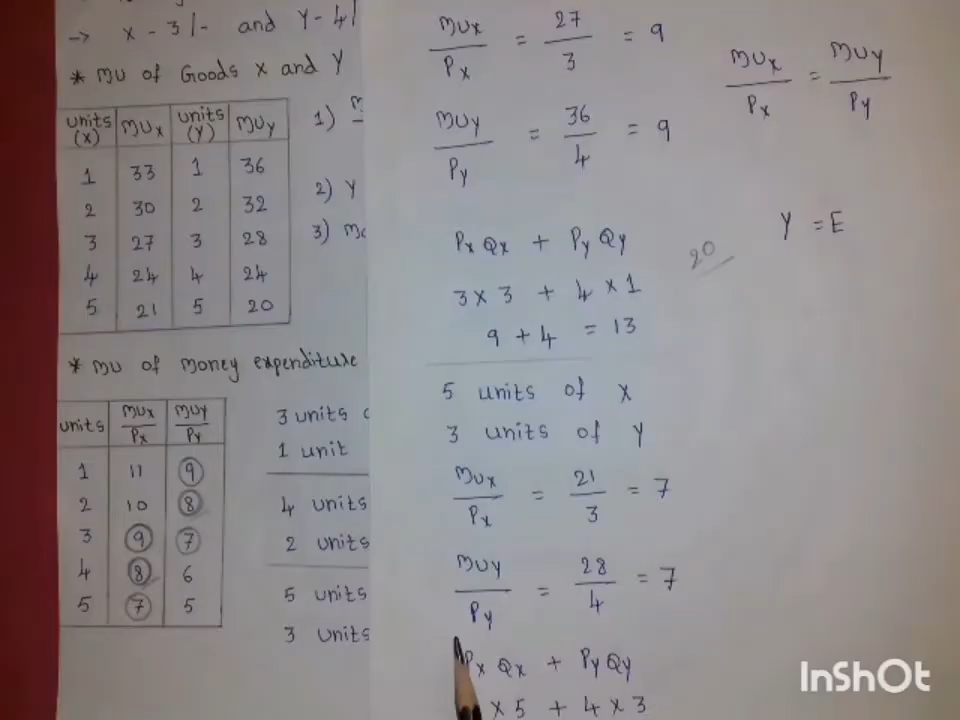 → X - 3/- and Y - 4/
* MU of Goods X and Y
units (X) MUx units (Y) MUy
1 33 1 36
2 30 2 32
3 27 3 28
4 24 4 24
5 21 5 20
1)
2) Y
3)
* MU of Money expenditure
units MUx/Px MUy/Py
1 11 9
2 10 8
3 9 7
4 8 6
5 7 5
3 units
1 unit
4 units
2 units
5 units
3 units
MUx/Px = 27/3 = 9
MUy/Py = 36/4 = 9
PxQx + PyQy
3 x 3 + 4 x 1
9 + 4 = 13
5 units of X
3 units of Y
MUx/Px = 21/3 = 7
MUy/Py = 28/4 = 7
PxQx + PyQy
x 5 + 4 x 3
MUx/Px = MUy/Py
Y = E
20
InShOt